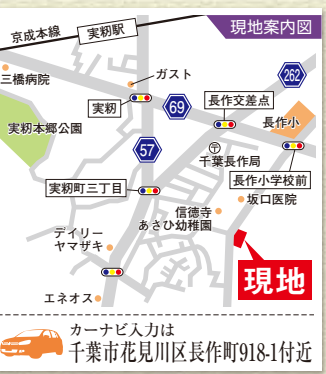 現地案内図
京成本線
実籾駅
三橋病院
ガスト
262
実籾
69
長作交差点
長作小
実籾本郷公園
57
〒
千葉長作局
長作小学校前
実籾町三丁目
坂口医院
信徳寺
あさひ幼稚園
デイリー
ヤマザキ
現地
エネオス
カーナビ入力は
千葉市花見川区長作町918-1付近